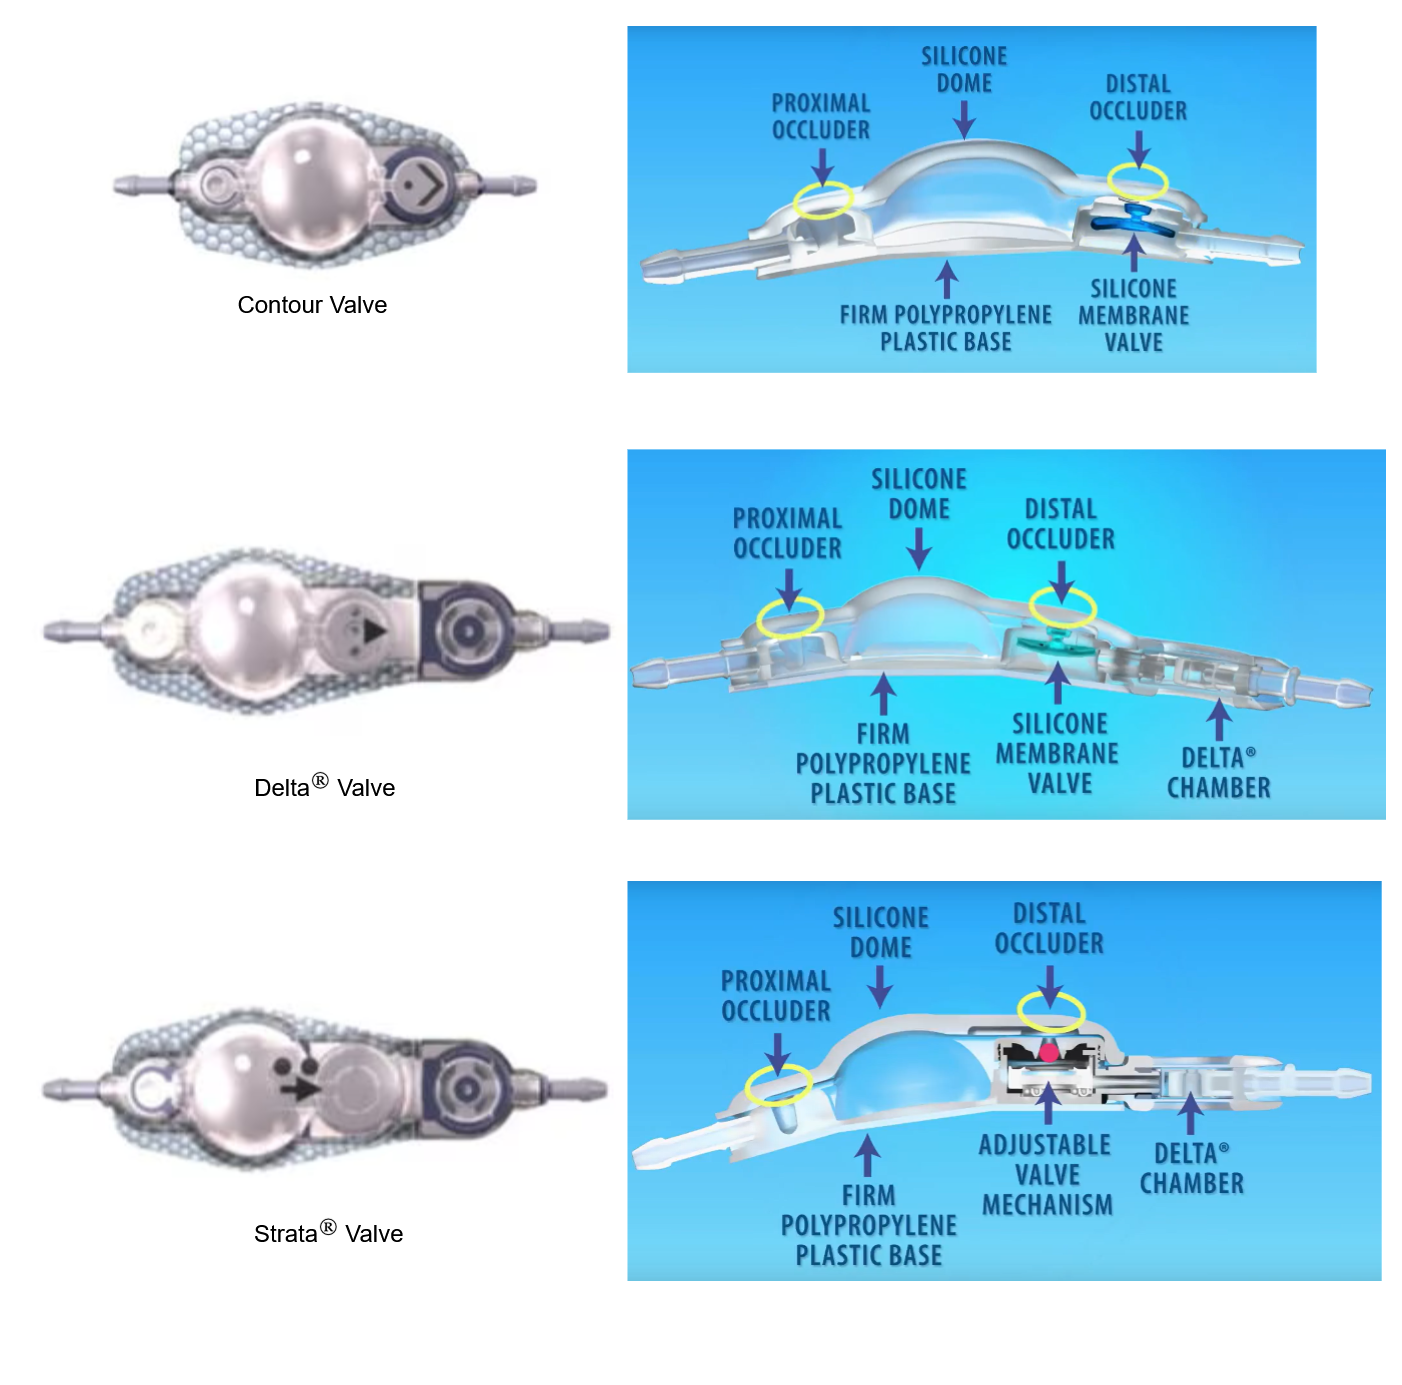 SILICONE
DOME
PROXIMAL
OCCLUDER
DISTAL
OCCLUDER
FIRM POLYPROPYLENE
PLASTIC BASE
SILICONE
MEMBRANE
VALVE
Contour Valve
SILICONE
DOME
PROXIMAL
OCCLUDER
DISTAL
OCCLUDER
FIRM
POLYPROPYLENE
PLASTIC BASE
SILICONE
MEMBRANE
VALVE
DELTA®
CHAMBER
Delta® Valve
SILICONE
DOME
DISTAL
OCCLUDER
PROXIMAL
OCCLUDER
ADJUSTABLE
VALVE
MECHANISM
DELTA®
CHAMBER
FIRM
POLYPROPYLENE
PLASTIC BASE
Strata® Valve